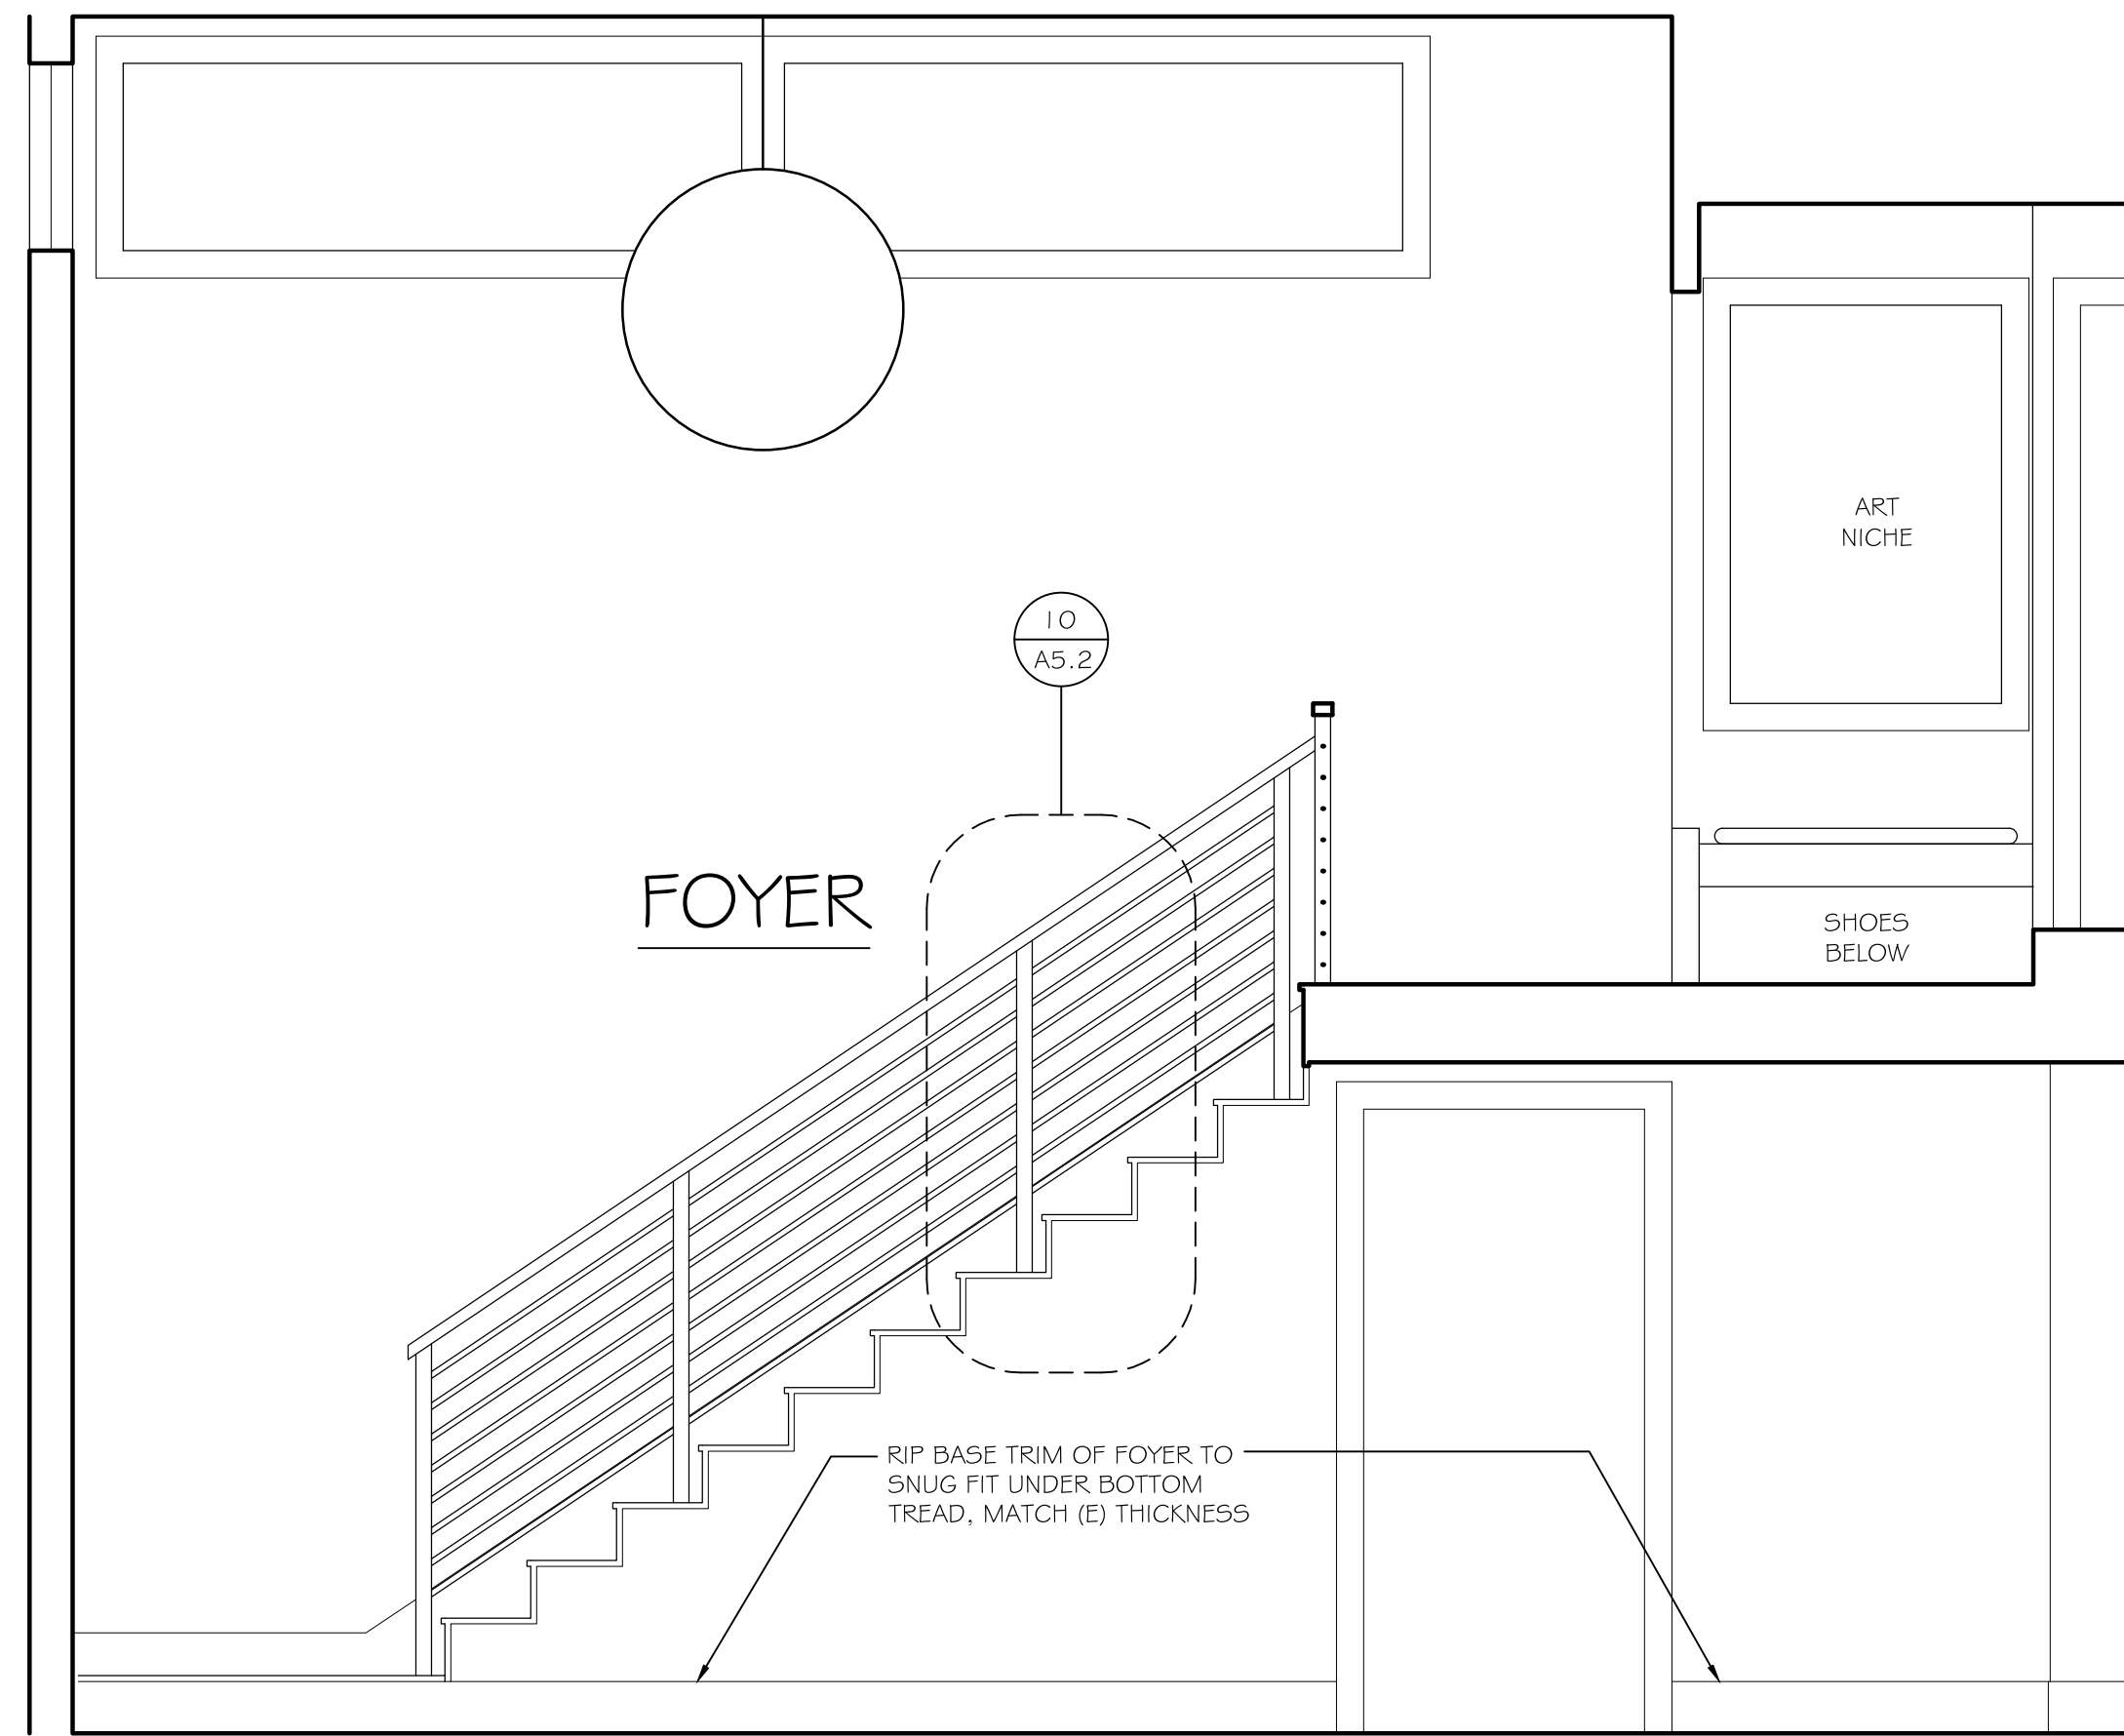 ART
NICHE
10
A5.2
FOYER
SHOES
BELOW
RIP BASE TRIM OF FOYER TO
SNUG FIT UNDER BOTTOM
TREAD, MATCH (E) THICKNESS